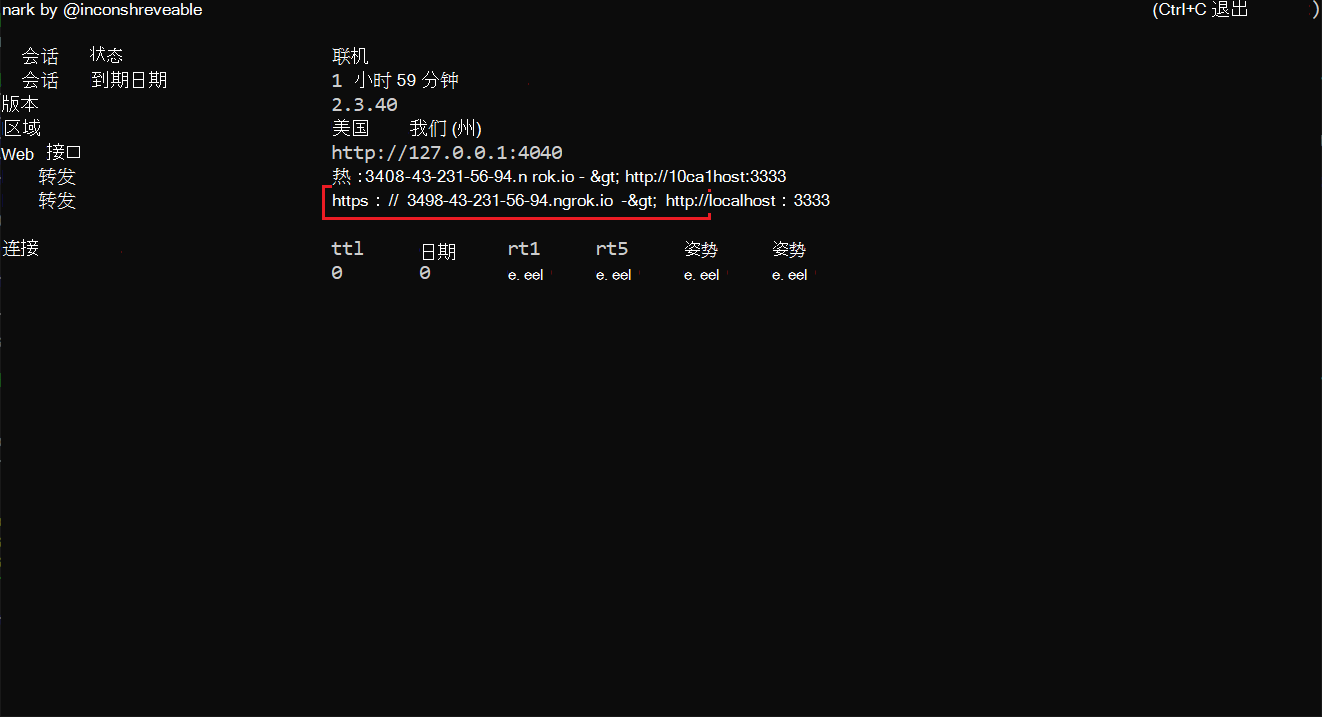 nark by @inconshreveable (Ctrl+C 退出 )
会话 状态 联机
会话 到期日期 1 小时 59 分钟
版本 2.3.40
区域 美国 我们 (州)
Web 接口 http://127.0.0.1:4040
转发 热 :3408-43-231-56-94.n rok.io - &gt; http://10ca1host:3333
转发 https : // 3498-43-231-56-94.ngrok.io -&gt; http://localhost : 3333
连接 ttl 日期 rt1 rt5 姿势 姿势
0 0 e. eel e. eel e. eel e. eel